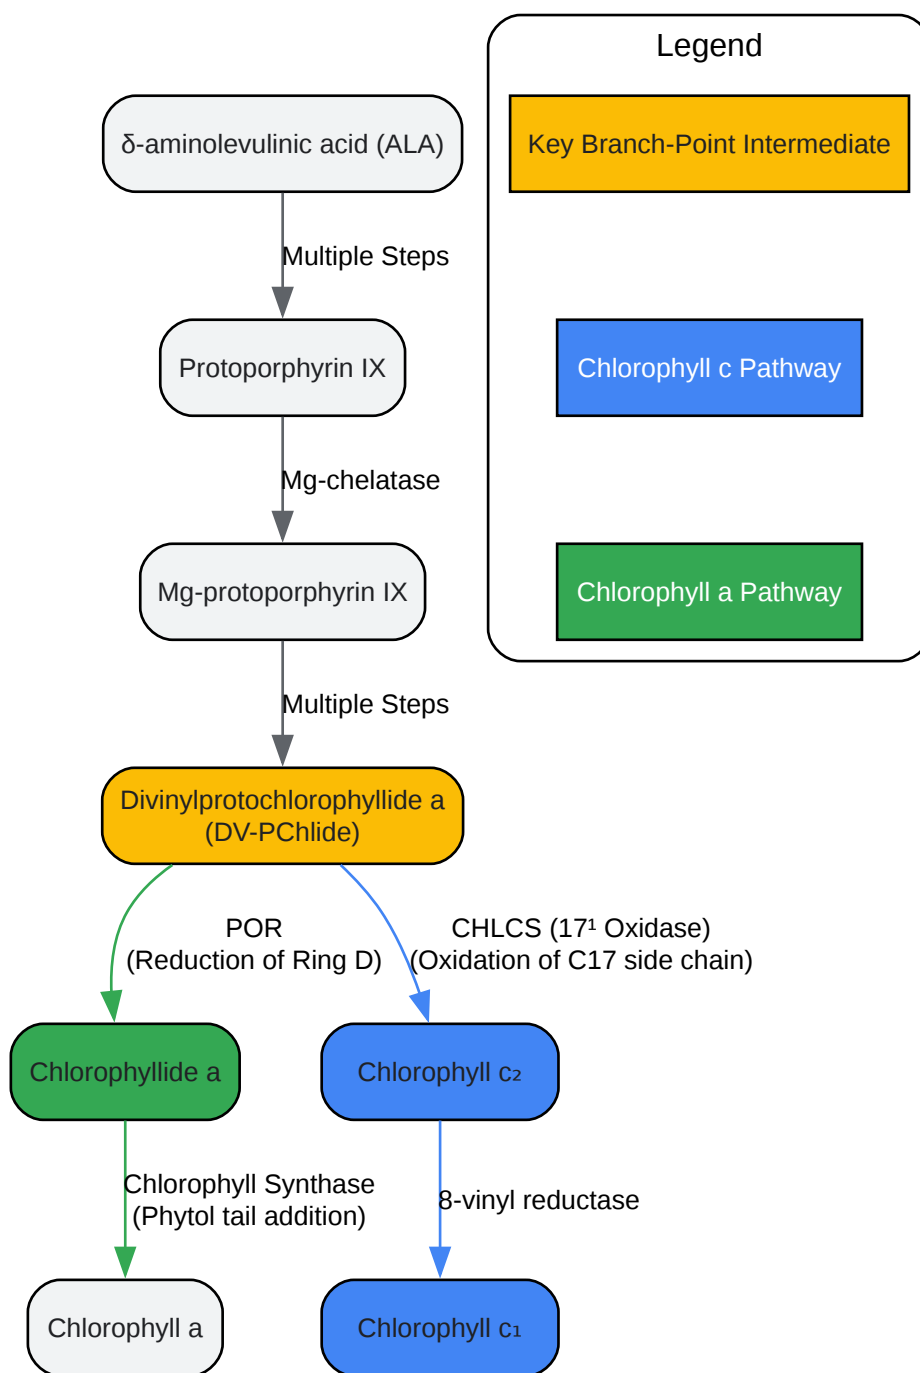 Legend
δ-aminolevulinic acid (ALA)
Key Branch-Point Intermediate
Multiple Steps
Protoporphyrin IX
Chlorophyll c Pathway
Mg-chelatase
Mg-protoporphyrin IX
Chlorophyll a Pathway
Multiple Steps
Divinylprotochlorophyllide a
(DV-PChlide)
POR
(Reduction of Ring D)
CHLCS (17¹ Oxidase)
(Oxidation of C17 side chain)
Chlorophyllide a
Chlorophyll c₂
Chlorophyll Synthase
(Phytol tail addition)
8-vinyl reductase
Chlorophyll a
Chlorophyll c₁